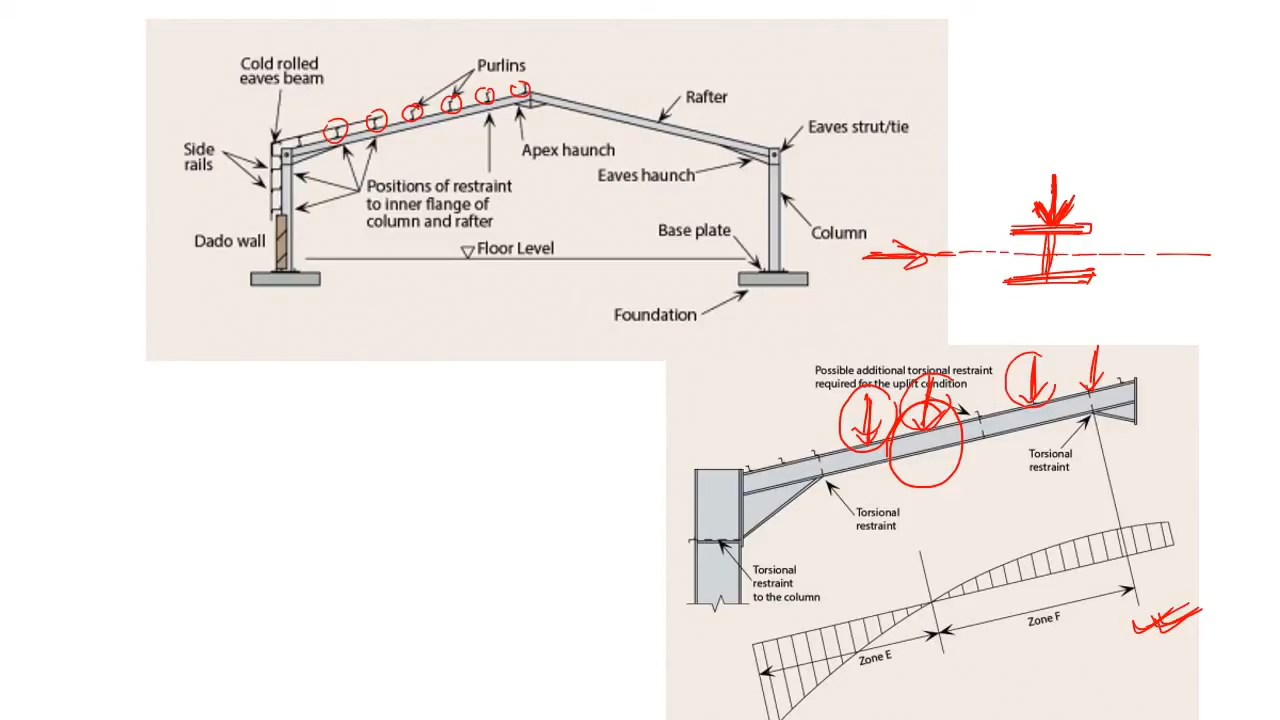 Cold rolled
eaves beam
Purlins
Rafter
Eaves strut/tie
Side
rails
Apex haunch
Eaves haunch
Positions of restraint
to inner flange of
column and rafter
Dado wall
Base plate
Column
Floor Level
Foundation
Possible additional torsional restraint
required for the uplift condition
Torsional
restraint
Torsional
restraint
Torsional
restraint
to the column
Zone F
Zone E